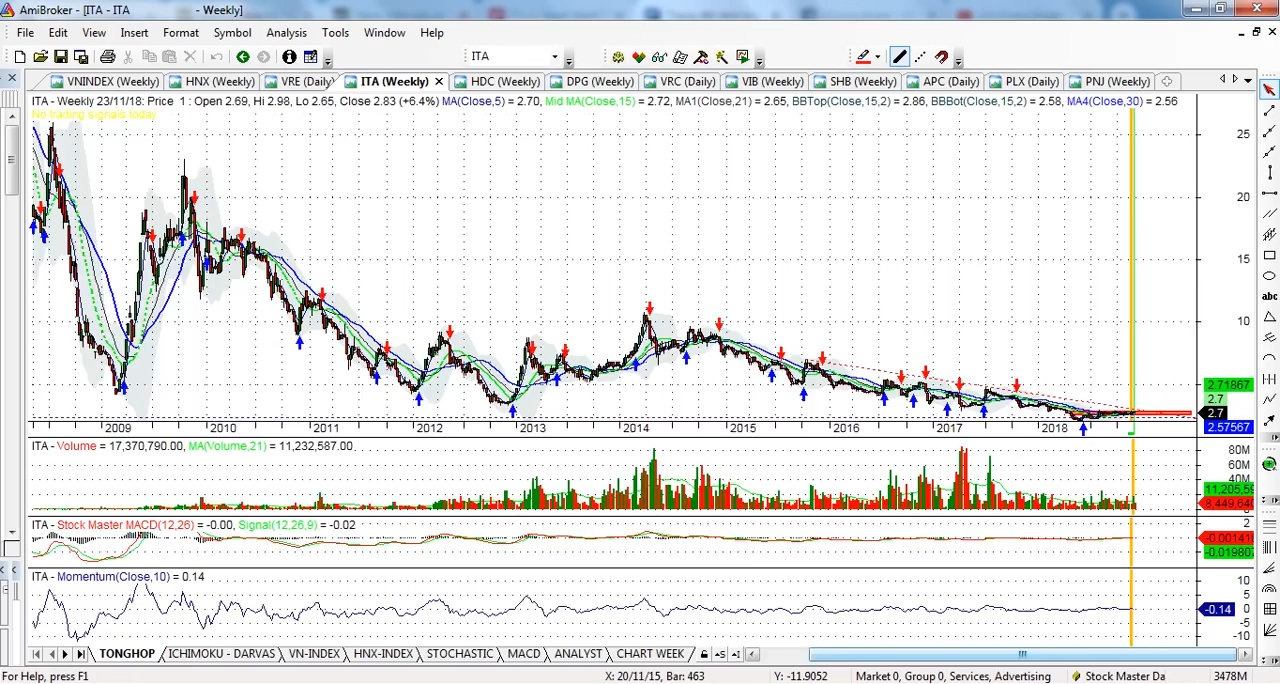 AmiBroker - [ITA - ITA - Weekly]
File Edit View Insert Format Symbol Analysis Tools Window Help
ITA
VNINDEX (Weekly) HNX (Weekly) VRE (Daily) ITA (Weekly) HDC (Weekly) DPG (Weekly) VRC (Daily) VIB (Weekly) SHB (Weekly) APC (Daily) PLX (Daily) PNJ (Weekly)
ITA - Weekly 23/11/18: Price 1 : Open 2.69, Hi 2.98, Lo 2.65, Close 2.83 (+6.4%) MA(Close,5) = 2.70, Mid MA(Close,15) = 2.72, MA1(Close,21) = 2.65, BBTop(Close,15,2) = 2.86, BBBot(Close,15,2) = 2.58, MA4(Close,30) = 2.56
No trading signals today
25
20
15
10
2.71867
2.7
2.7
2.57567
2009 2010 2011 2012 2013 2014 2015 2016 2017 2018
ITA - Volume = 17,370,790.00, MA(Volume,21) = 11,232,587.00
80M
60M
40M
ITA - Stock Master MACD(12,26) = -0.00, Signal(12,26,9) = -0.02
2
ITA - Momentum(Close,10) = 0.14
10
5
0
-0.14
-5
-10
TONGHOP ICHIMOKU - DARVAS VN-INDEX HNX-INDEX STOCHASTIC MACD ANALYST CHART WEEK
abc
For Help, press F1 X: 20/11/15, Bar: 463 Y: -11.9052 Market 0, Group 0, Services, Advertising Stock Master Da 3478M